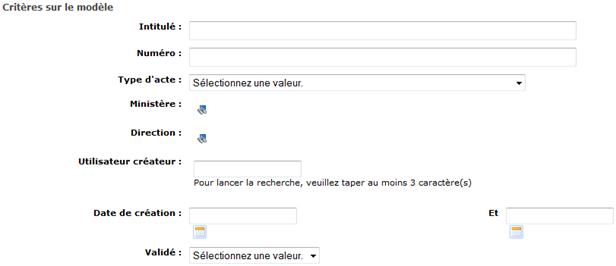 Critères sur le modèle
Intitulé :
Numéro :
Type d'acte : Sélectionnez une valeur.
Ministère :
Direction :
Utilisateur créateur :
Pour lancer la recherche, veuillez taper au moins 3 caractère(s)
Date de création : Et
Validé : Sélectionnez une valeur.